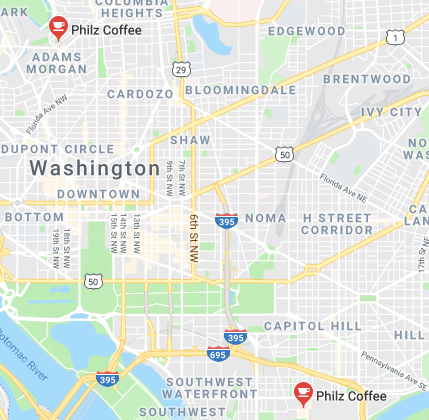 COLUMBIA
HEIGHTS
ARK
Philz Coffee
EDGEWOOD
1
ADAMS
MORGAN
29
BRENTWOOD
CARDOZO
BLOOMINGDALE
IVY CITY
Florida Ave NW
SHAW
DUPONT CIRCLE
50
NO
WAS
Washington
9th St NW
7th St NW
Florida Ave NE
DOWNTOWN
BOTTOM
18th St NW
19th St NW
13th St NW
14th St NW
15th St NW
6th St NW
395
NOMA
H STREET
CORRIDOR
CA
LAN
17th St NE
50
CAPITOL HILL
HILL
395
695
Potomac River
395
Pennsylvania Ave SE
SOUTHWEST
WATERFRONT
Philz Coffee
SOUTHWEST